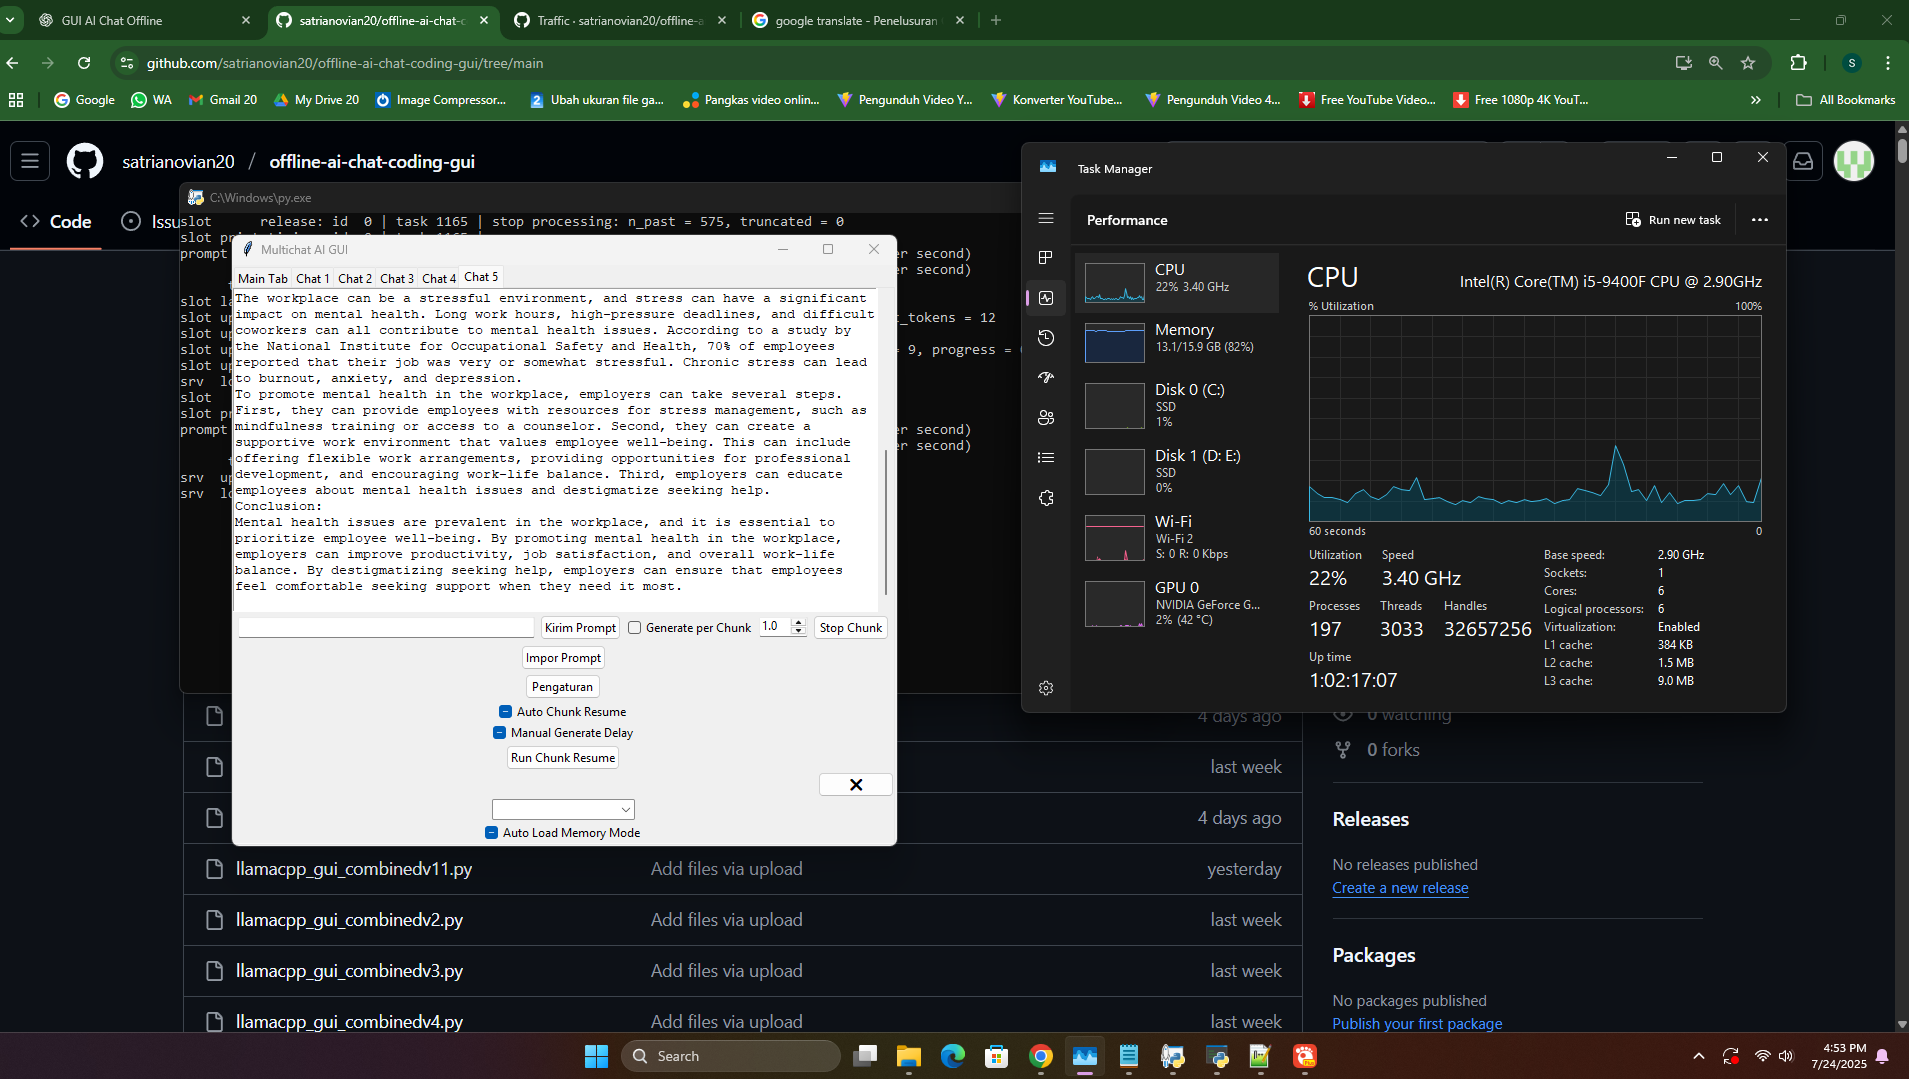 GUI AI Chat Offline
satrianovian20/offline-ai-chat-c
Traffic · satrianovian20/offline-a
google translate - Penelusuran
github.com/satrianovian20/offline-ai-chat-coding-gui/tree/main
S
Google
WA
Gmail 20
My Drive 20
Image Compressor...
Ubah ukuran file ga...
Pangkas video onlin...
Pengunduh Video Y...
Konverter YouTube...
Pengunduh Video 4...
Free YouTube Video...
Free 1080p 4K YouT...
All Bookmarks
satrianovian20 / offline-ai-chat-coding-gui
Code
Issu
C:\Windows\py.exe
slot release: id 0 | task 1165 | stop processing: n_past = 575, truncated = 0
slot
prompt
er second)
er second)
slot la
slot up
_tokens = 12
slot up
slot up
= 9, progress =
slot up
srv lo
slot
slot pr
prompt
er second)
er second)
srv up
srv lo
Multichat AI GUI
Main Tab
Chat 1
Chat 2
Chat 3
Chat 4
Chat 5
The workplace can be a stressful environment, and stress can have a significant
impact on mental health. Long work hours, high-pressure deadlines, and difficult
coworkers can all contribute to mental health issues. According to a study by
the National Institute for Occupational Safety and Health, 70% of employees
reported that their job was very or somewhat stressful. Chronic stress can lead
to burnout, anxiety, and depression.
To promote mental health in the workplace, employers can take several steps.
First, they can provide employees with resources for stress management, such as
mindfulness training or access to a counselor. Second, they can create a
supportive work environment that values employee well-being. This can include
offering flexible work arrangements, providing opportunities for professional
development, and encouraging work-life balance. Third, employers can educate
employees about mental health issues and destigmatize seeking help.
Conclusion:
Mental health issues are prevalent in the workplace, and it is essential to
prioritize employee well-being. By promoting mental health in the workplace,
employers can improve productivity, job satisfaction, and overall work-life
balance. By destigmatizing seeking help, employers can ensure that employees
feel comfortable seeking support when they need it most.
Kirim Prompt
Generate per Chunk
1.0
Stop Chunk
Impor Prompt
Pengaturan
Auto Chunk Resume
Manual Generate Delay
Run Chunk Resume
Auto Load Memory Mode
Task Manager
Performance
Run new task
CPU
22% 3.40 GHz
Memory
13.1/15.9 GB (82%)
Disk 0 (C:)
SSD
1%
Disk 1 (D: E:)
SSD
0%
Wi-Fi
Wi-Fi 2
S: 0 R: 0 Kbps
GPU 0
NVIDIA GeForce G...
2% (42 °C)
CPU
Intel(R) Core(TM) i5-9400F CPU @ 2.90GHz
% Utilization
100%
60 seconds
0
Utilization
22%
Speed
3.40 GHz
Processes
197
Threads
3033
Handles
32657256
Up time
1:02:17:07
Base speed: 2.90 GHz
Sockets: 1
Cores: 6
Logical processors: 6
Virtualization: Enabled
L1 cache: 384 KB
L2 cache: 1.5 MB
L3 cache: 9.0 MB
4 days ago
last week
4 days ago
llamacpp_gui_combinedv11.py
Add files via upload
yesterday
llamacpp_gui_combinedv2.py
Add files via upload
last week
llamacpp_gui_combinedv3.py
Add files via upload
last week
llamacpp_gui_combinedv4.py
Add files via upload
last week
0 watching
0 forks
Releases
No releases published
Create a new release
Packages
No packages published
Publish your first package
Search
4:53 PM
7/24/2025